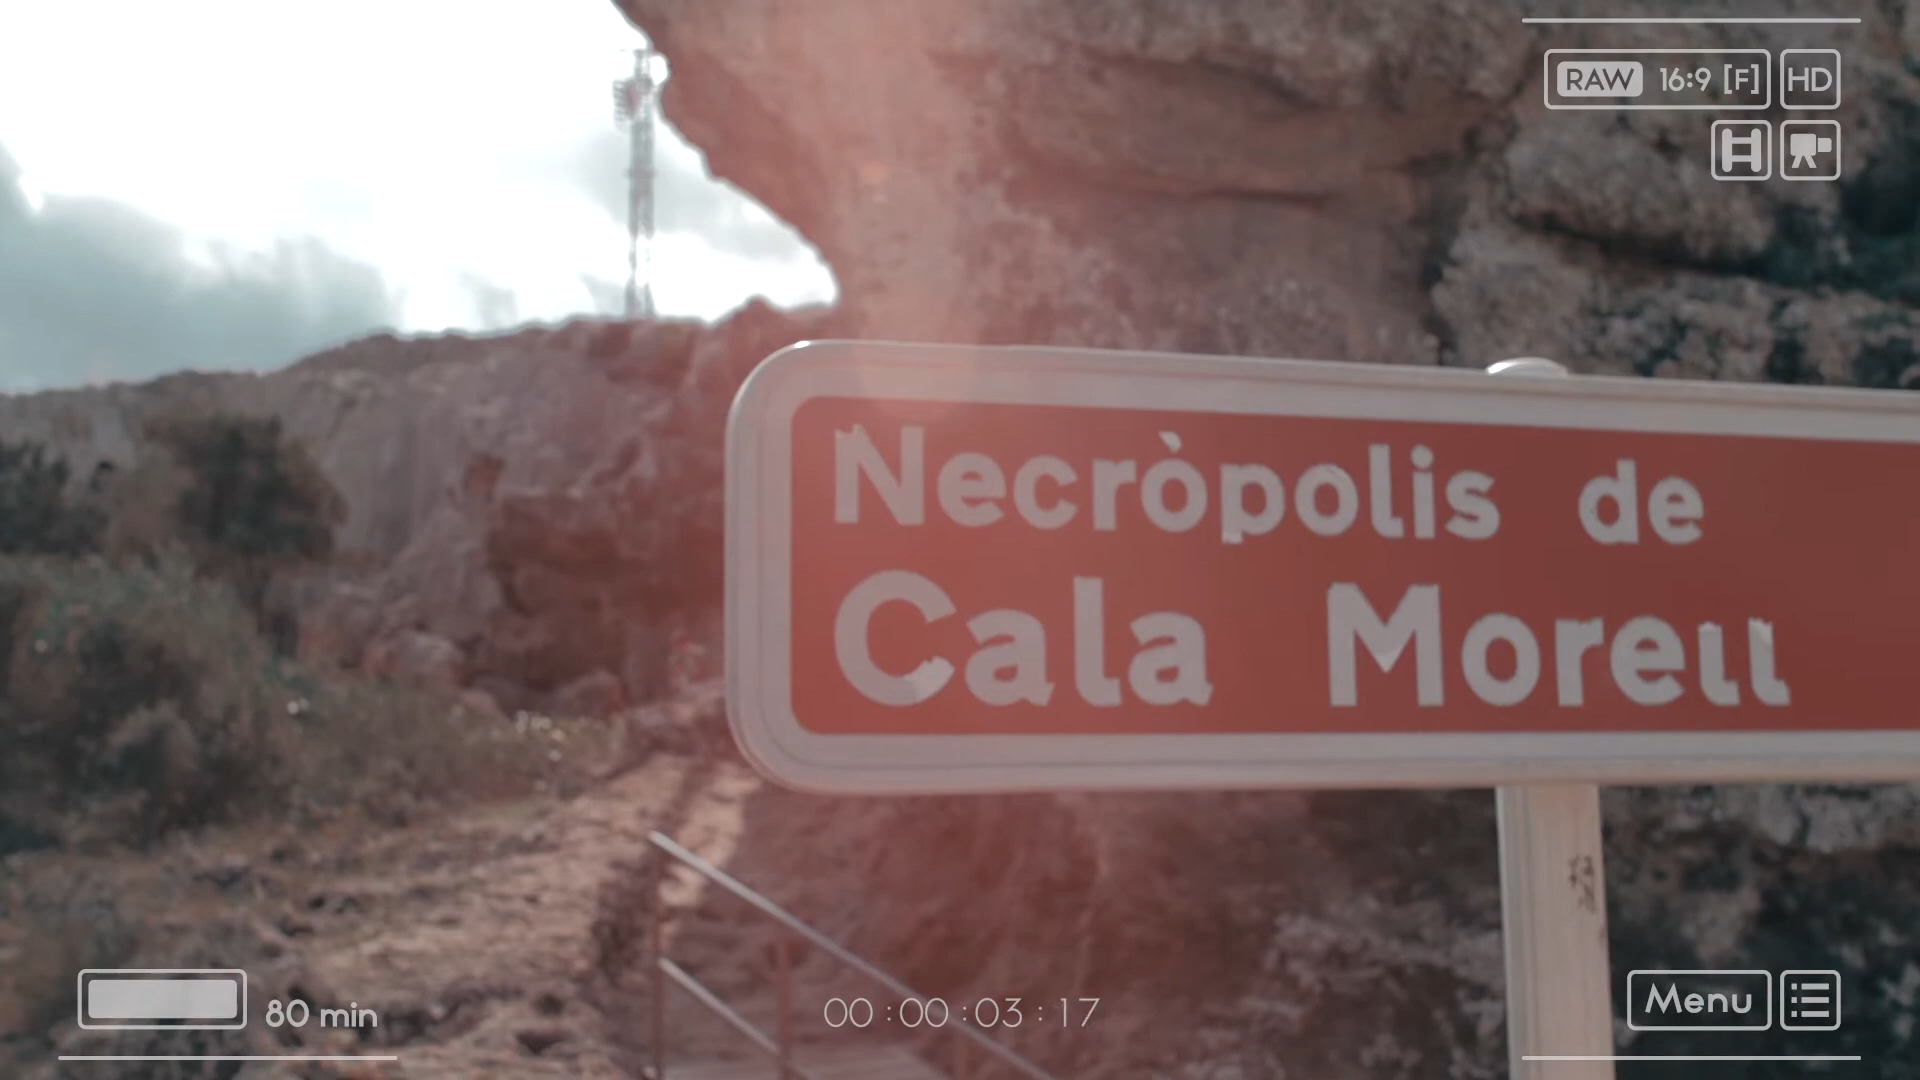 RAW 16:9 [F] HD
Necròpolis de
Cala Morell
80 min
00:00:03:17
Menu